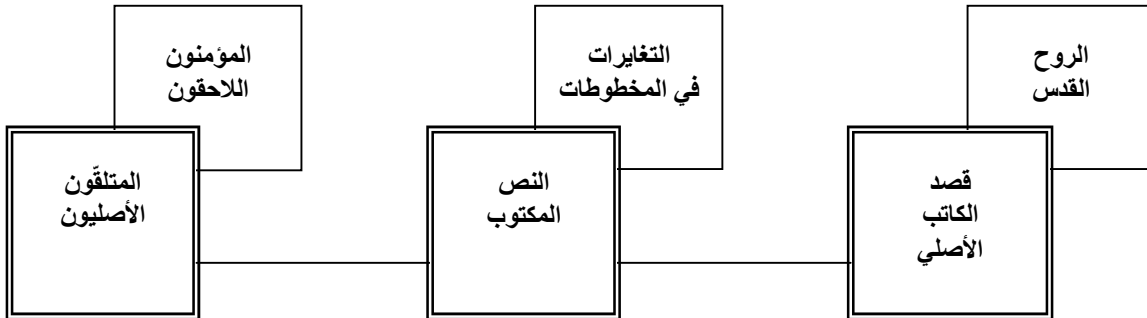 الروح
القدس
قصد
الكاتب
الأصلي
التغايرات
في المخطوطات
النص
المكتوب
المؤمنون
اللاحقون
المتلقّون
الأصليون